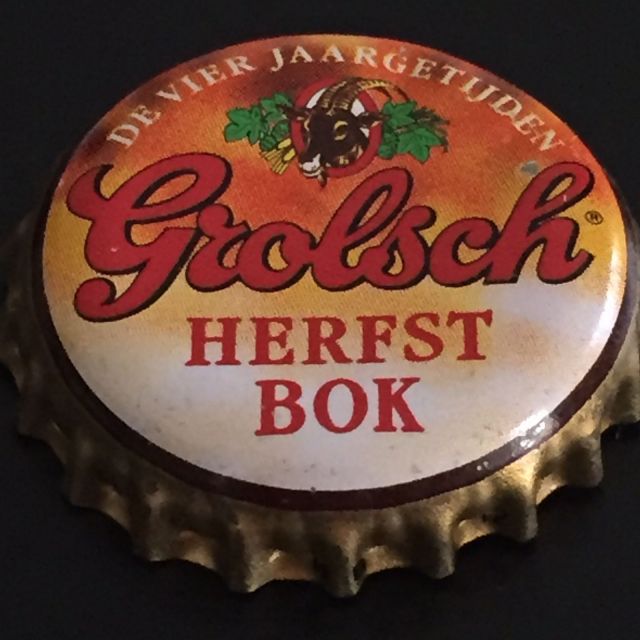 DE VIER JAARGETIJDEN
Grolsch®
HERFST
BOK